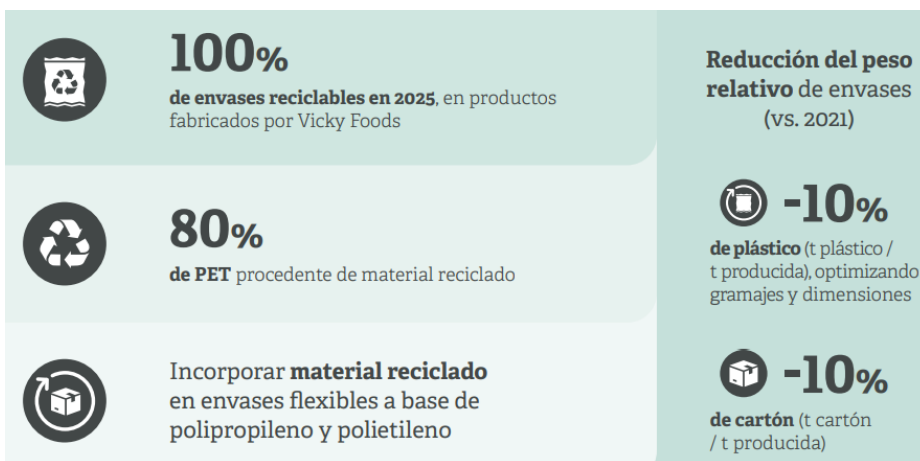 100%
de envases reciclables en 2025, en productos
fabricados por Vicky Foods
80%
de PET procedente de material reciclado
Incorporar material reciclado
en envases flexibles a base de
polipropileno y polietileno
Reducción del peso
relativo de envases
(vs. 2021)
-10%
de plástico (t plástico /
t producida), optimizando
gramajes y dimensiones
-10%
de cartón (t cartón
/ t producida)